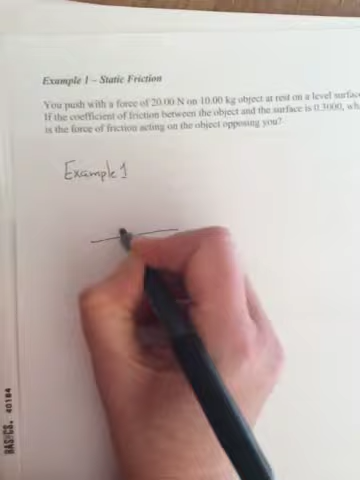 Example 1 – Static Friction
You push with a force of 20.00 N on 10.00 kg object at rest on a level
If the coefficient of friction between the object and the surface is 0.3000,
is the force of friction acting on the object opposing you?
Example 1
BASICS. 40184